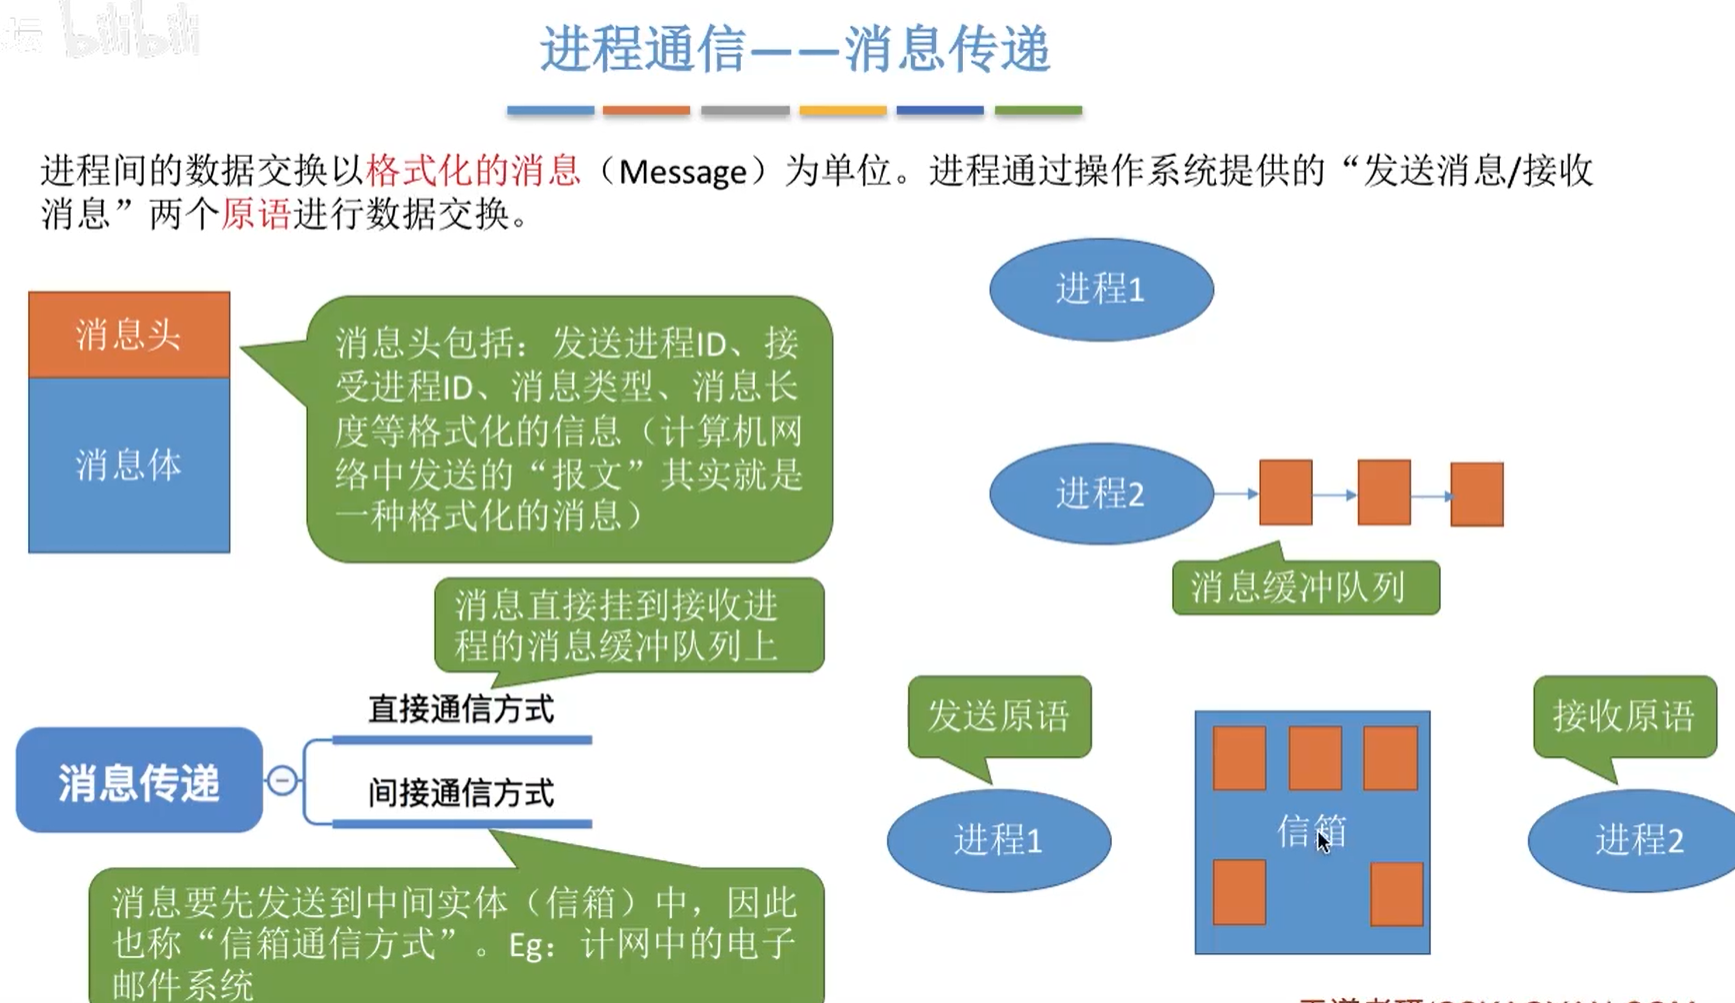 bilibili
进程通信——消息传递
进程间的数据交换以格式化的消息（Message）为单位。进程通过操作系统提供的“发送消息/接收
消息”两个原语进行数据交换。
消息头
消息体
消息头包括：发送进程ID、接
受进程ID、消息类型、消息长
度等格式化的信息（计算机网
络中发送的“报文”其实就是
一种格式化的消息）
进程1
进程2
消息缓冲队列
消息直接挂到接收进
程的消息缓冲队列上
直接通信方式
消息传递
间接通信方式
消息要先发送到中间实体（信箱）中，因此
也称“信箱通信方式”。Eg：计网中的电子
邮件系统
发送原语
接收原语
进程1
信箱
进程2